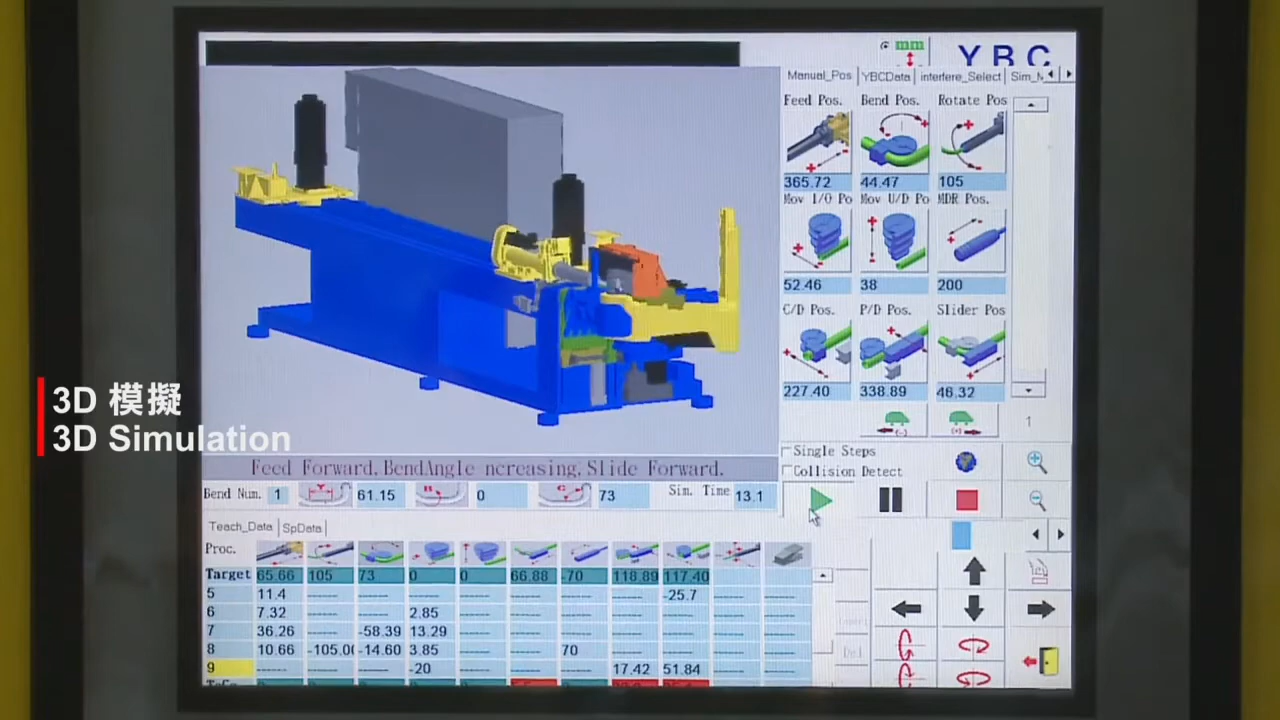 mm
YBC
Manual_Pos YBCData interfere_Select Sim_M
Feed Pos. Bend Pos. Rotate Pos
365.72 44.47 105
Mov I/O Po Mov U/D Po MDR Pos.
52.46 38 200
C/D Pos. P/D Pos. Slider Pos
227.40 338.89 46.32
1
3D 模擬
3D Simulation
Single Steps
Collision Detect
Feed Forward.BendAngle ncreasing.Slide Forward.
Bend Num. 1 Y 61.15 B 0 C 73 Sim. Time 13.1
Teach_Data SpData
Proc.
Target 65.66 105 73 0 0 66.88 -70 118.89 117.40
5 11.4 ----- ----- ----- ----- ----- ----- ----- -25.7 ----- -----
6 7.32 ----- ----- 2.85 ----- ----- ----- ----- ----- ----- -----
7 36.26 ----- -58.39 13.29 ----- ----- ----- ----- ----- ----- -----
8 10.66 -105.00 -14.60 3.85 ----- ----- 70 ----- ----- ----- -----
9 ----- ----- ----- -20 ----- ----- ----- 17.42 51.84 ----- -----